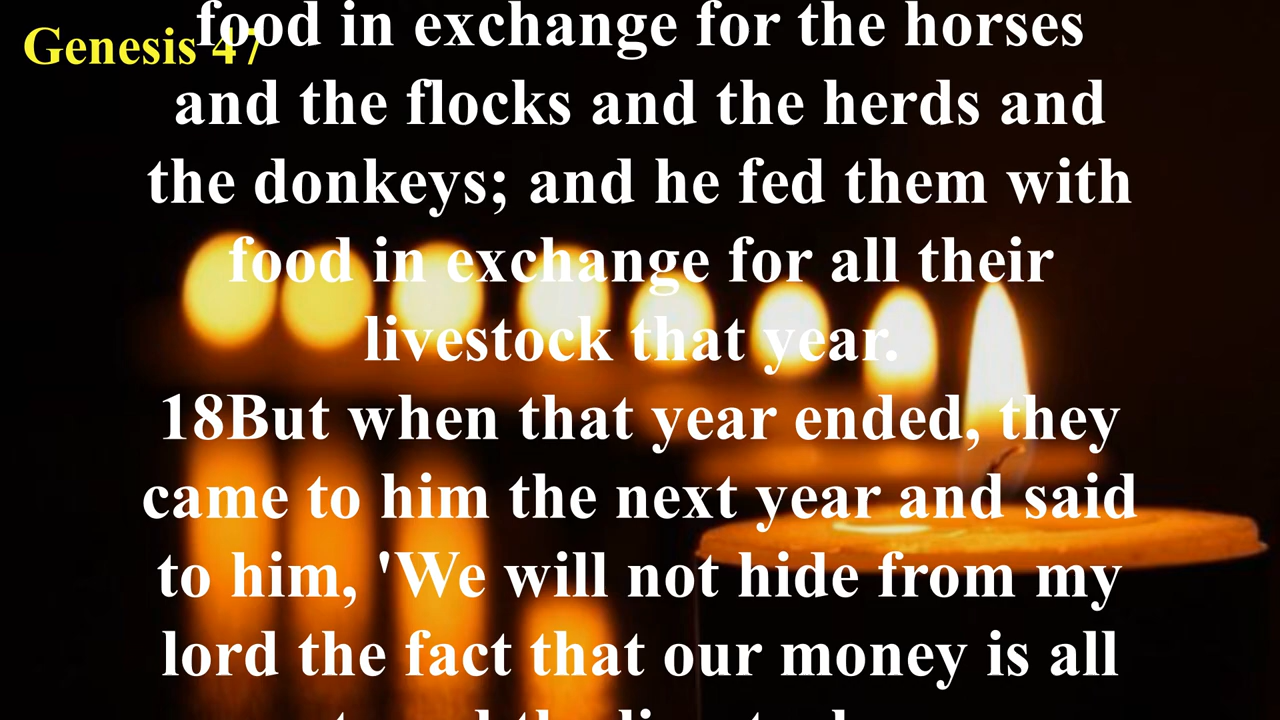 Genesis 47
food in exchange for the horses
and the flocks and the herds and
the donkeys; and he fed them with
food in exchange for all their
livestock that year.
18But when that year ended, they
came to him the next year and said
to him, 'We will not hide from my
lord the fact that our money is all